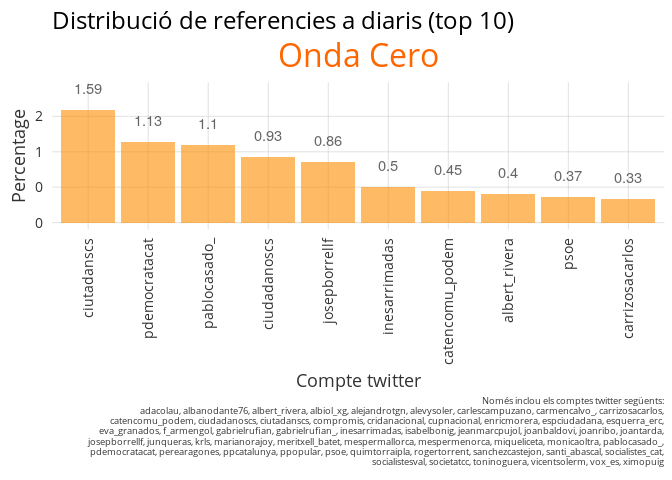 Distribució de referencies a diaris (top 10)
Onda Cero
Percentage
2
1
0
0
1.59
1.13
1.1
0.93
0.86
0.5
0.45
0.4
0.37
0.33
ciutadanscs
pdemocratacat
pablocasado_
ciudadanoscs
josepborrellf
inesarrimadas
catencomu_podem
albert_rivera
psoe
carrizosacarlos
Compte twitter
Només inclou els comptes twitter següents:
adacolau, albanodante76, albert_rivera, albiol_xg, alejandrotgn, alevysoler, carlescampuzano, carmencalvo_, carrizosacarlos,
catencomu_podem, ciudadanoscs, ciutadanscs, compromis, cridanacional, cupnacional, enricmorera, espciudadana, esquerra_erc,
eva_granados, f_armengol, gabrielrufian, gabrielrufian_, inesarrimadas, isabelbonig, jeanmarcpujol, joanbaldovi, joanribo, joantarda,
josepborrellf, junqueras, krls, marianorajoy, meritxell_batet, mespermallorca, mespermenorca, miqueliceta, monicaoltra, pablocasado_,
pdemocratacat, perearagones, ppcatalunya, ppopular, psoe, quimtorraipla, rogertorrent, sanchezcastejon, santi_abascal, socialistes_cat,
socialistesval, societatcc, toninoguera, vicentsolerm, vox_es, ximopuig